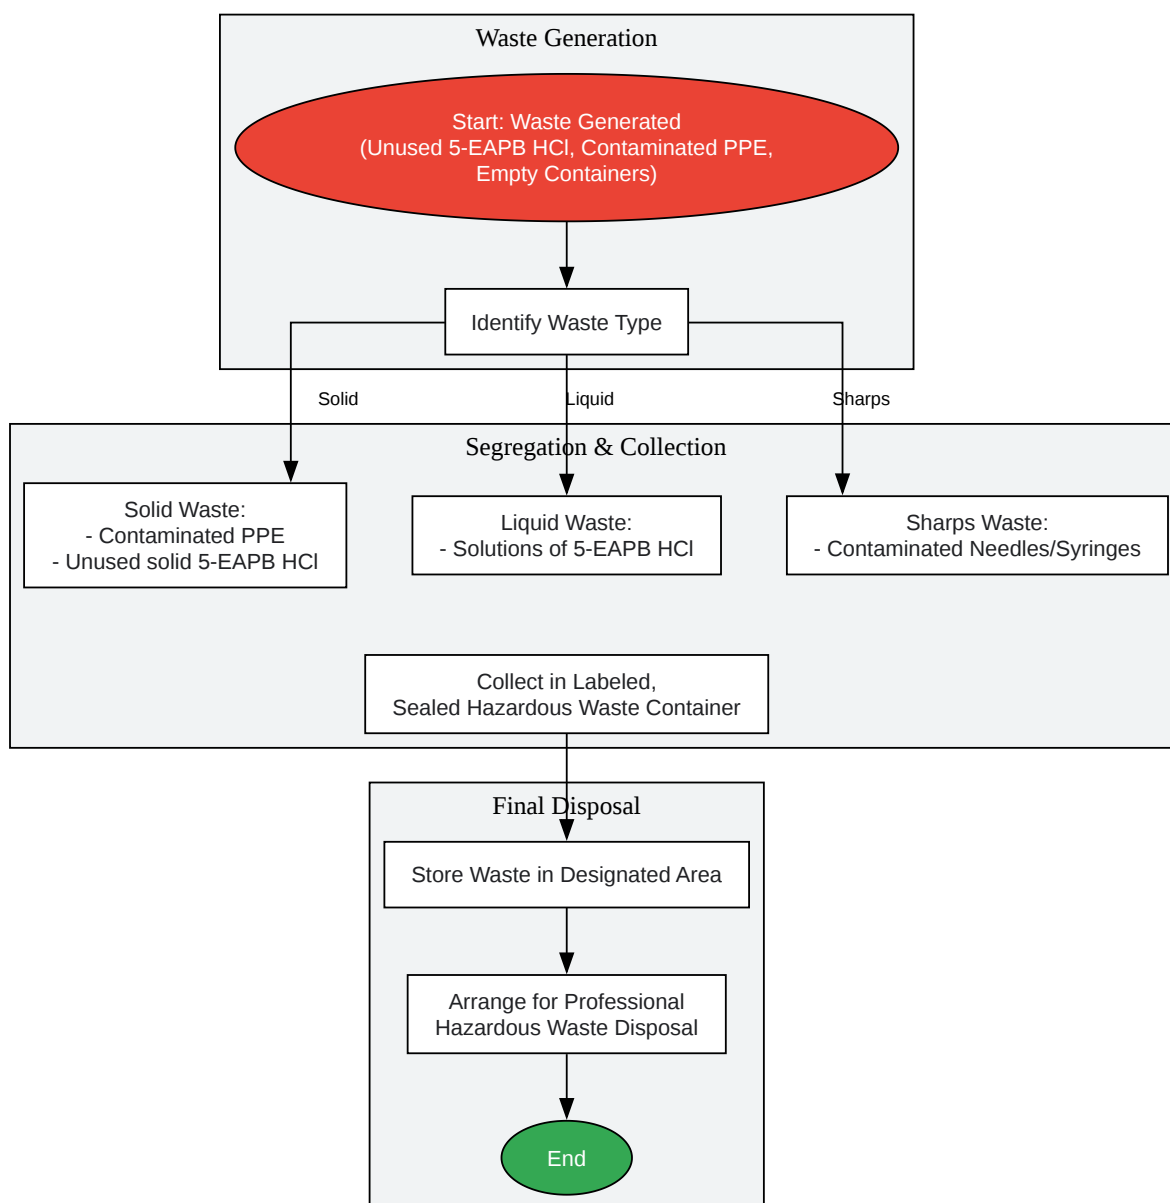 Waste Generation
Start: Waste Generated
(Unused 5-EAPB HCl, Contaminated PPE,
Empty Containers)
Identify Waste Type
Solid
Liquid
Sharps
Segregation & Collection
Solid Waste:
- Contaminated PPE
- Unused solid 5-EAPB HCl
Liquid Waste:
- Solutions of 5-EAPB HCl
Sharps Waste:
- Contaminated Needles/Syringes
Collect in Labeled,
Sealed Hazardous Waste Container
Final Disposal
Store Waste in Designated Area
Arrange for Professional
Hazardous Waste Disposal
End